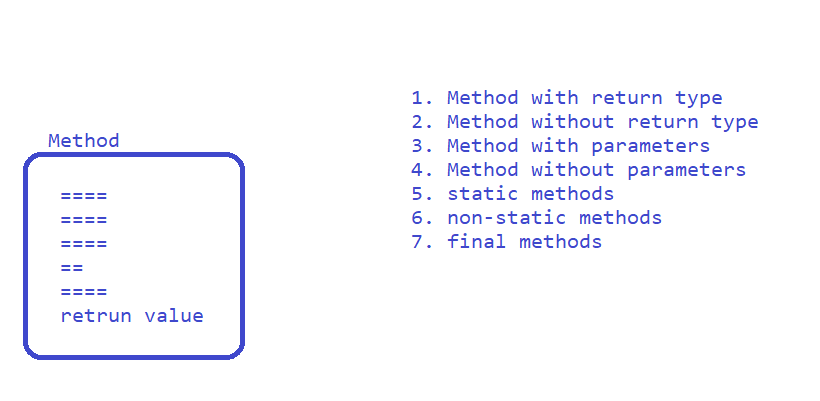 Method
====
====
====
==
====
retrun value
1. Method with return type
2. Method without return type
3. Method with parameters
4. Method without parameters
5. static methods
6. non-static methods
7. final methods